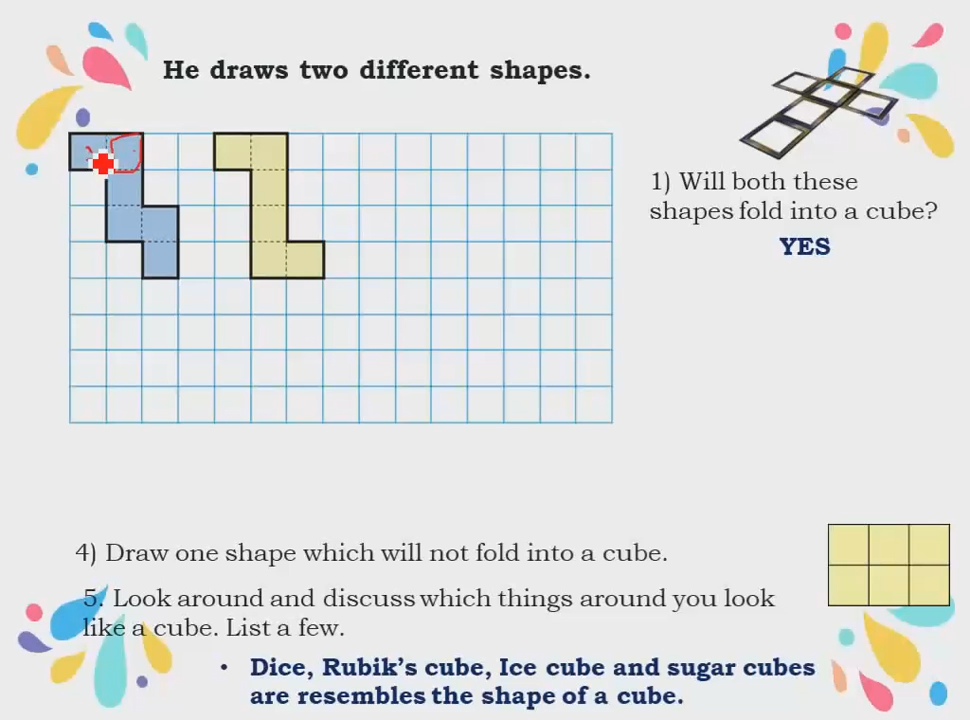 He draws two different shapes.
1) Will both these
shapes fold into a cube?
YES
4) Draw one shape which will not fold into a cube.
5. Look around and discuss which things around you look
like a cube. List a few.
• Dice, Rubik's cube, Ice cube and sugar cubes
are resembles the shape of a cube.